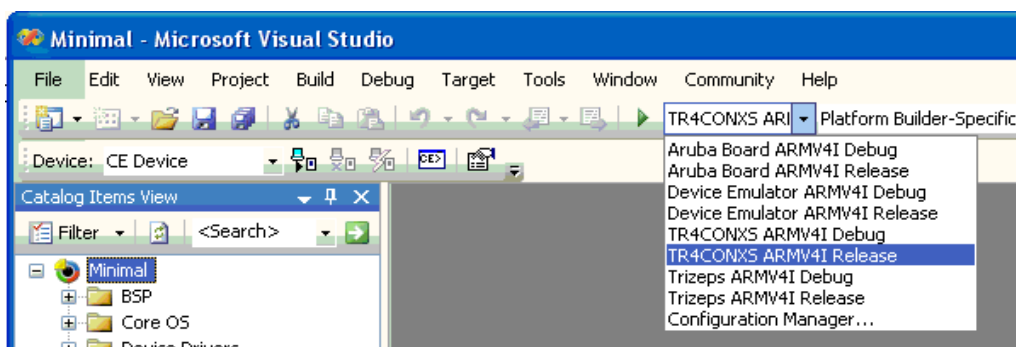 Minimal - Microsoft Visual Studio
File Edit View Project Build Debug Target Tools Window Community Help
TR4CONXS ARI Platform Builder-Specific
Device: CE Device CE>
Catalog Items View
Filter <Search>
Minimal
BSP
Core OS
Device Drivers
Aruba Board ARMV4I Debug
Aruba Board ARMV4I Release
Device Emulator ARMV4I Debug
Device Emulator ARMV4I Release
TR4CONXS ARMV4I Debug
TR4CONXS ARMV4I Release
Trizeps ARMV4I Debug
Trizeps ARMV4I Release
Configuration Manager...